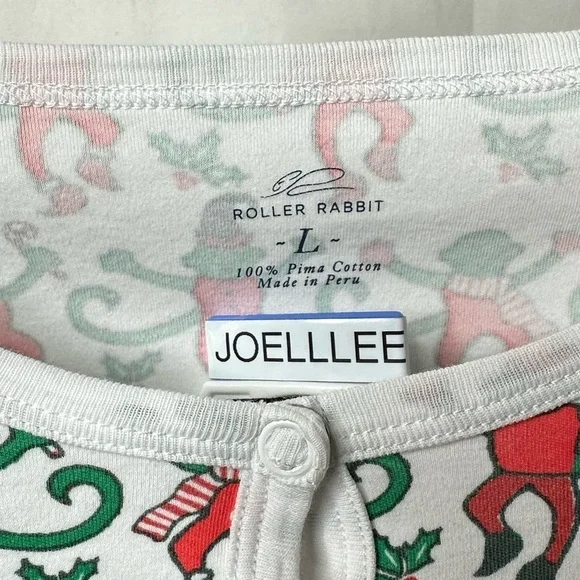 ROLLER RABBIT
- L -
100% Pima Cotton
Made in Peru
JOELLLEE